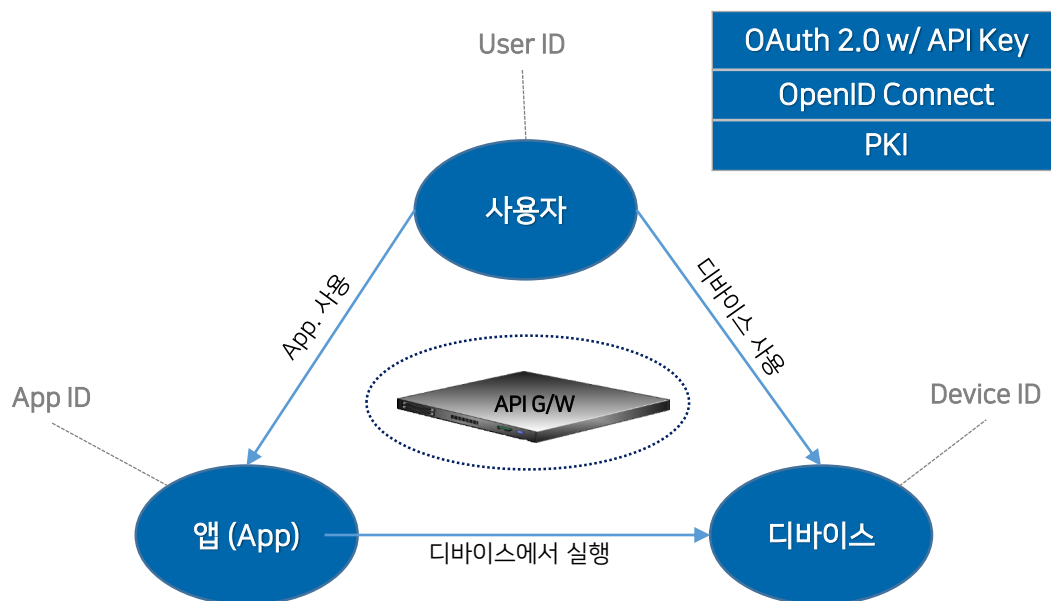 User ID
OAuth 2.0 w/ API Key
OpenID Connect
PKI
사용자
App. 사용
디바이스 사용
API G/W
App ID
Device ID
앱 (App)
디바이스에서 실행
디바이스